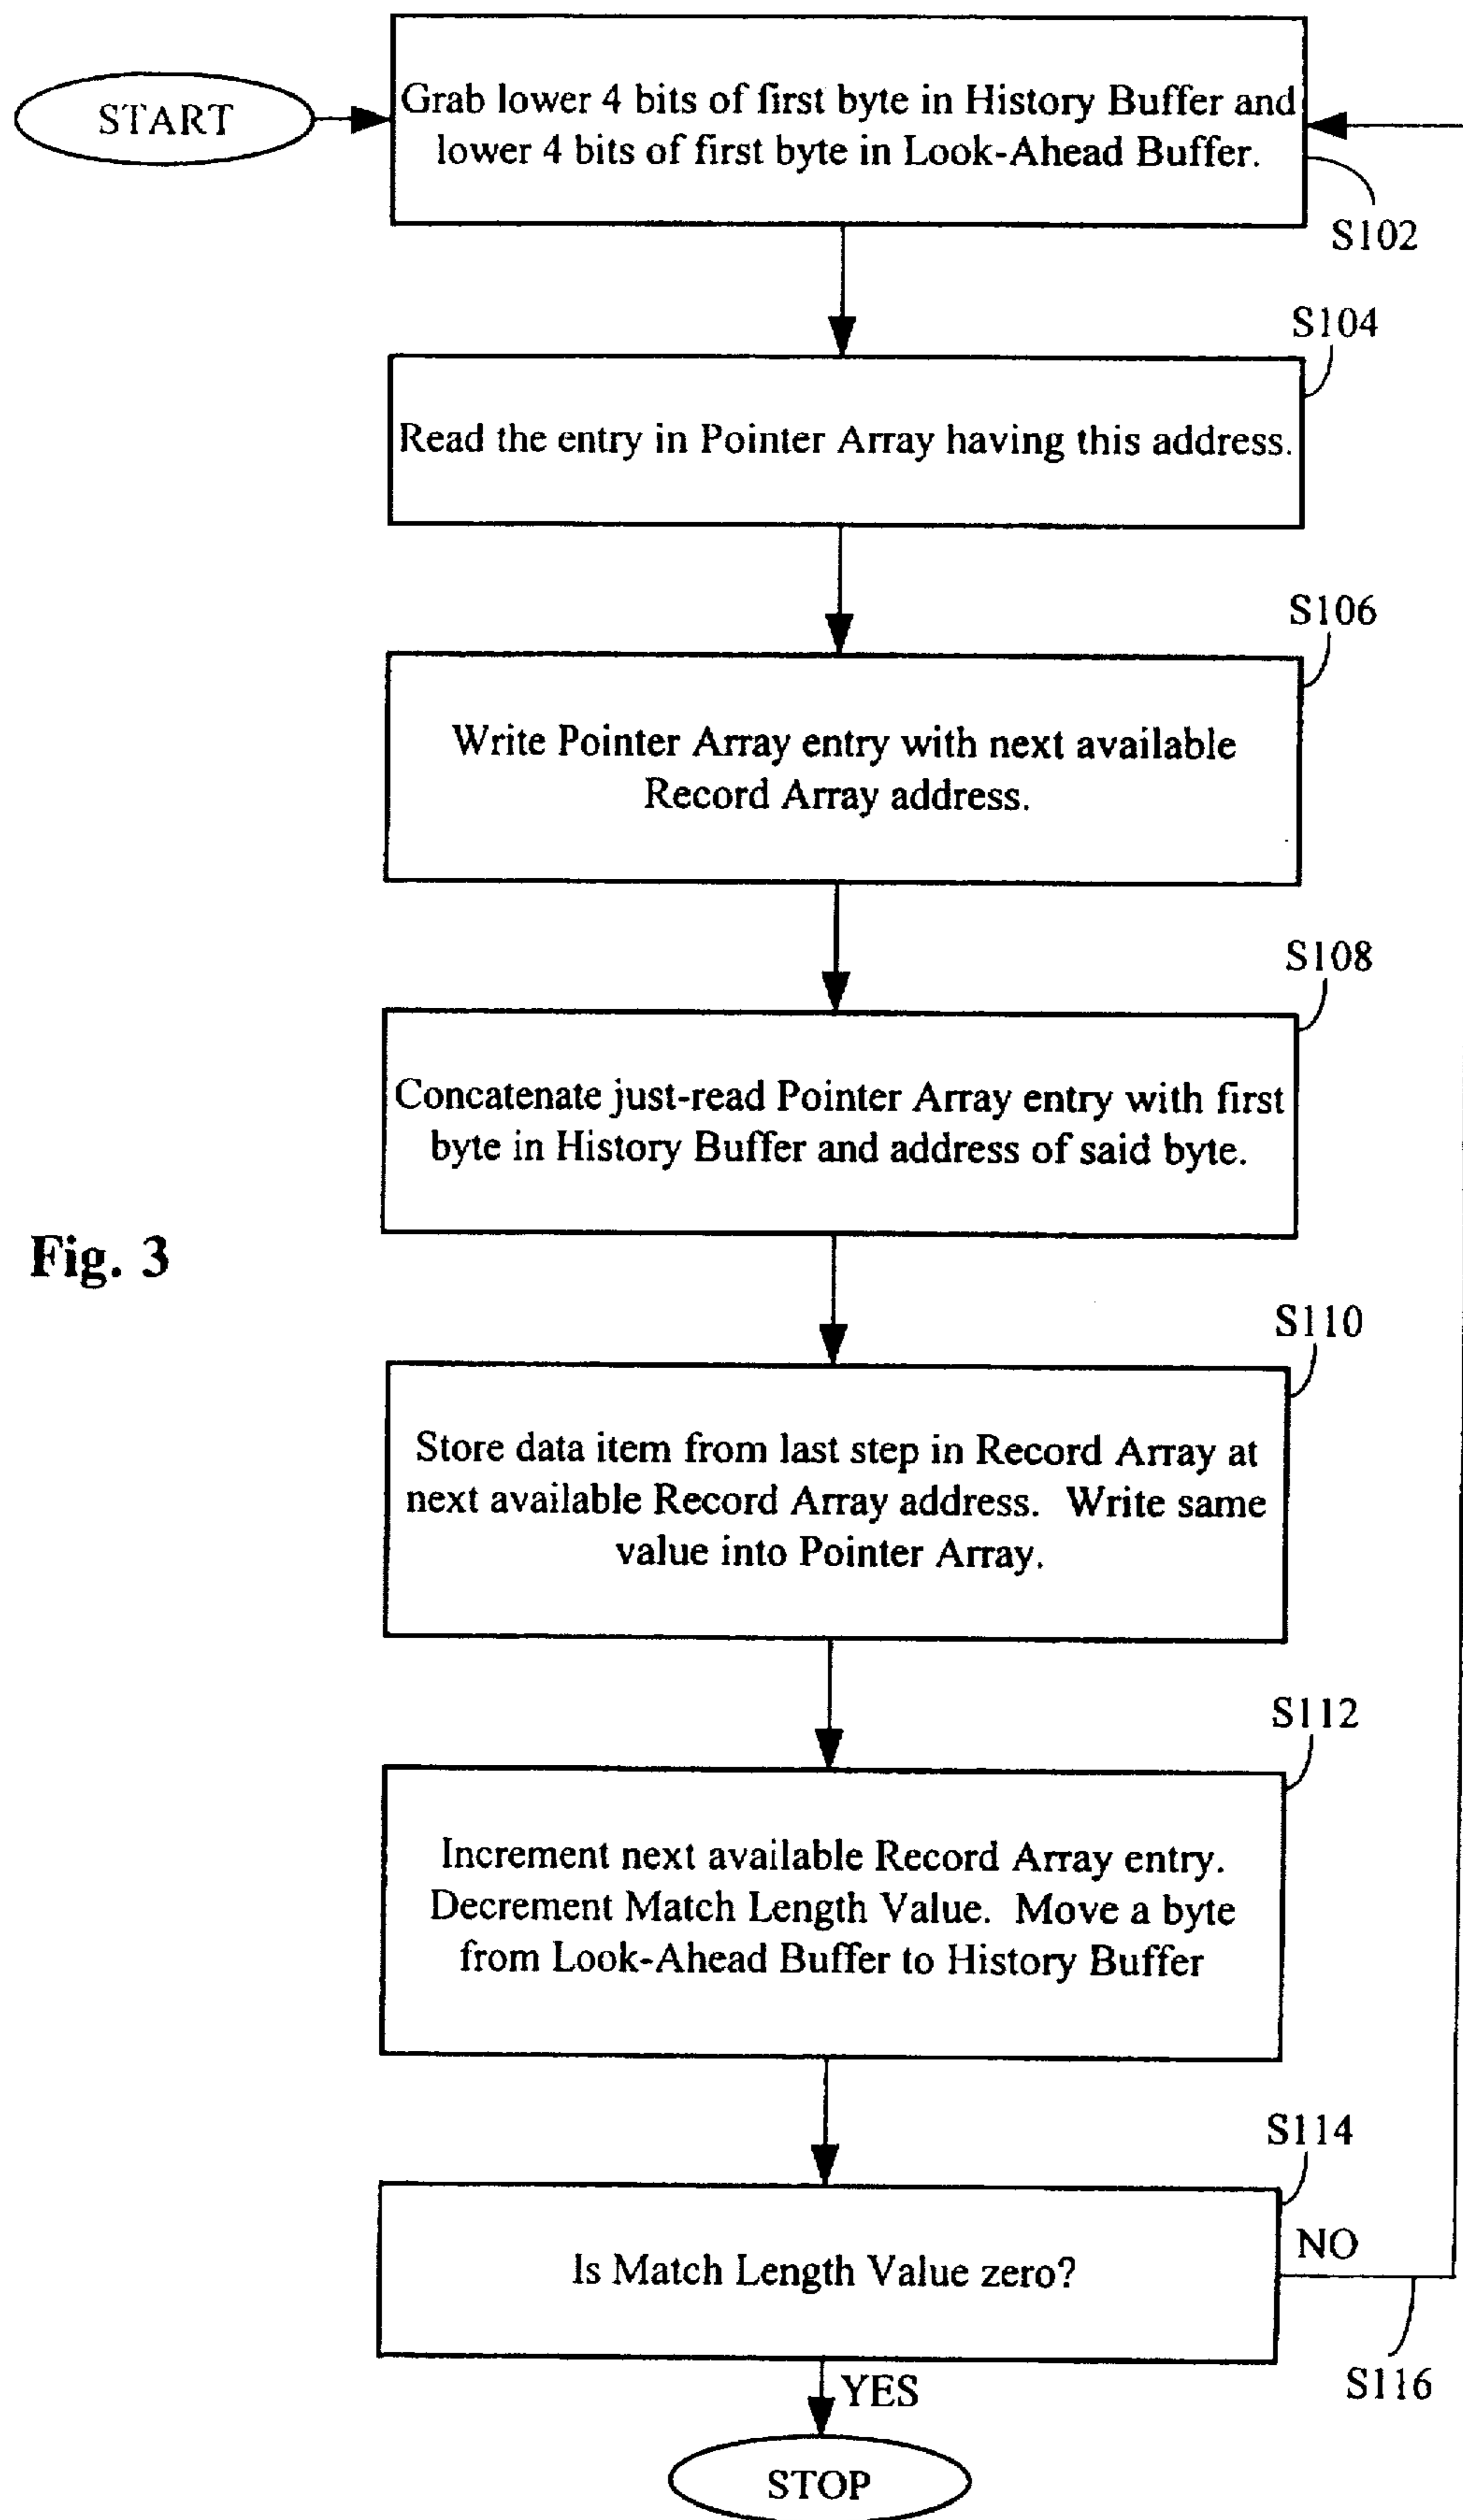 START
Grab lower 4 bits of first byte in History Buffer and
lower 4 bits of first byte in Look-Ahead Buffer.
S102
S104
Read the entry in Pointer Array having this address.
S106
Write Pointer Array entry with next available
Record Array address.
S108
Concatenate just-read Pointer Array entry with first
byte in History Buffer and address of said byte.
Fig. 3
S110
Store data item from last step in Record Array at
next available Record Array address. Write same
value into Pointer Array.
S112
Increment next available Record Array entry.
Decrement Match Length Value. Move a byte
from Look-Ahead Buffer to History Buffer
S114
Is Match Length Value zero?
NO
S116
YES
STOP